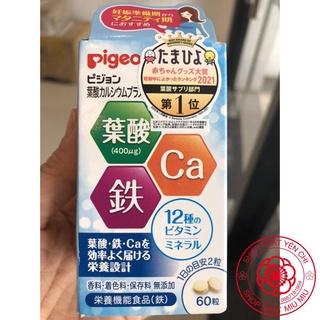 妊娠準備期から
マタニティ期
におすすめ
Pigeo
ピジョン
葉酸カルシウムプラ
たまひよ
赤ちゃんグッズ大賞
2021
葉酸サプリ部門
第1位
葉酸
(400μg)
Ca
鉄
12種の
ビタミン
ミネラル
葉酸・鉄・Caを
効率よく届ける
栄養設計
1日の目安2粒
香料・着色料・保存料 無添加
栄養機能食品(鉄)
60粒
SHOP MIU MIU